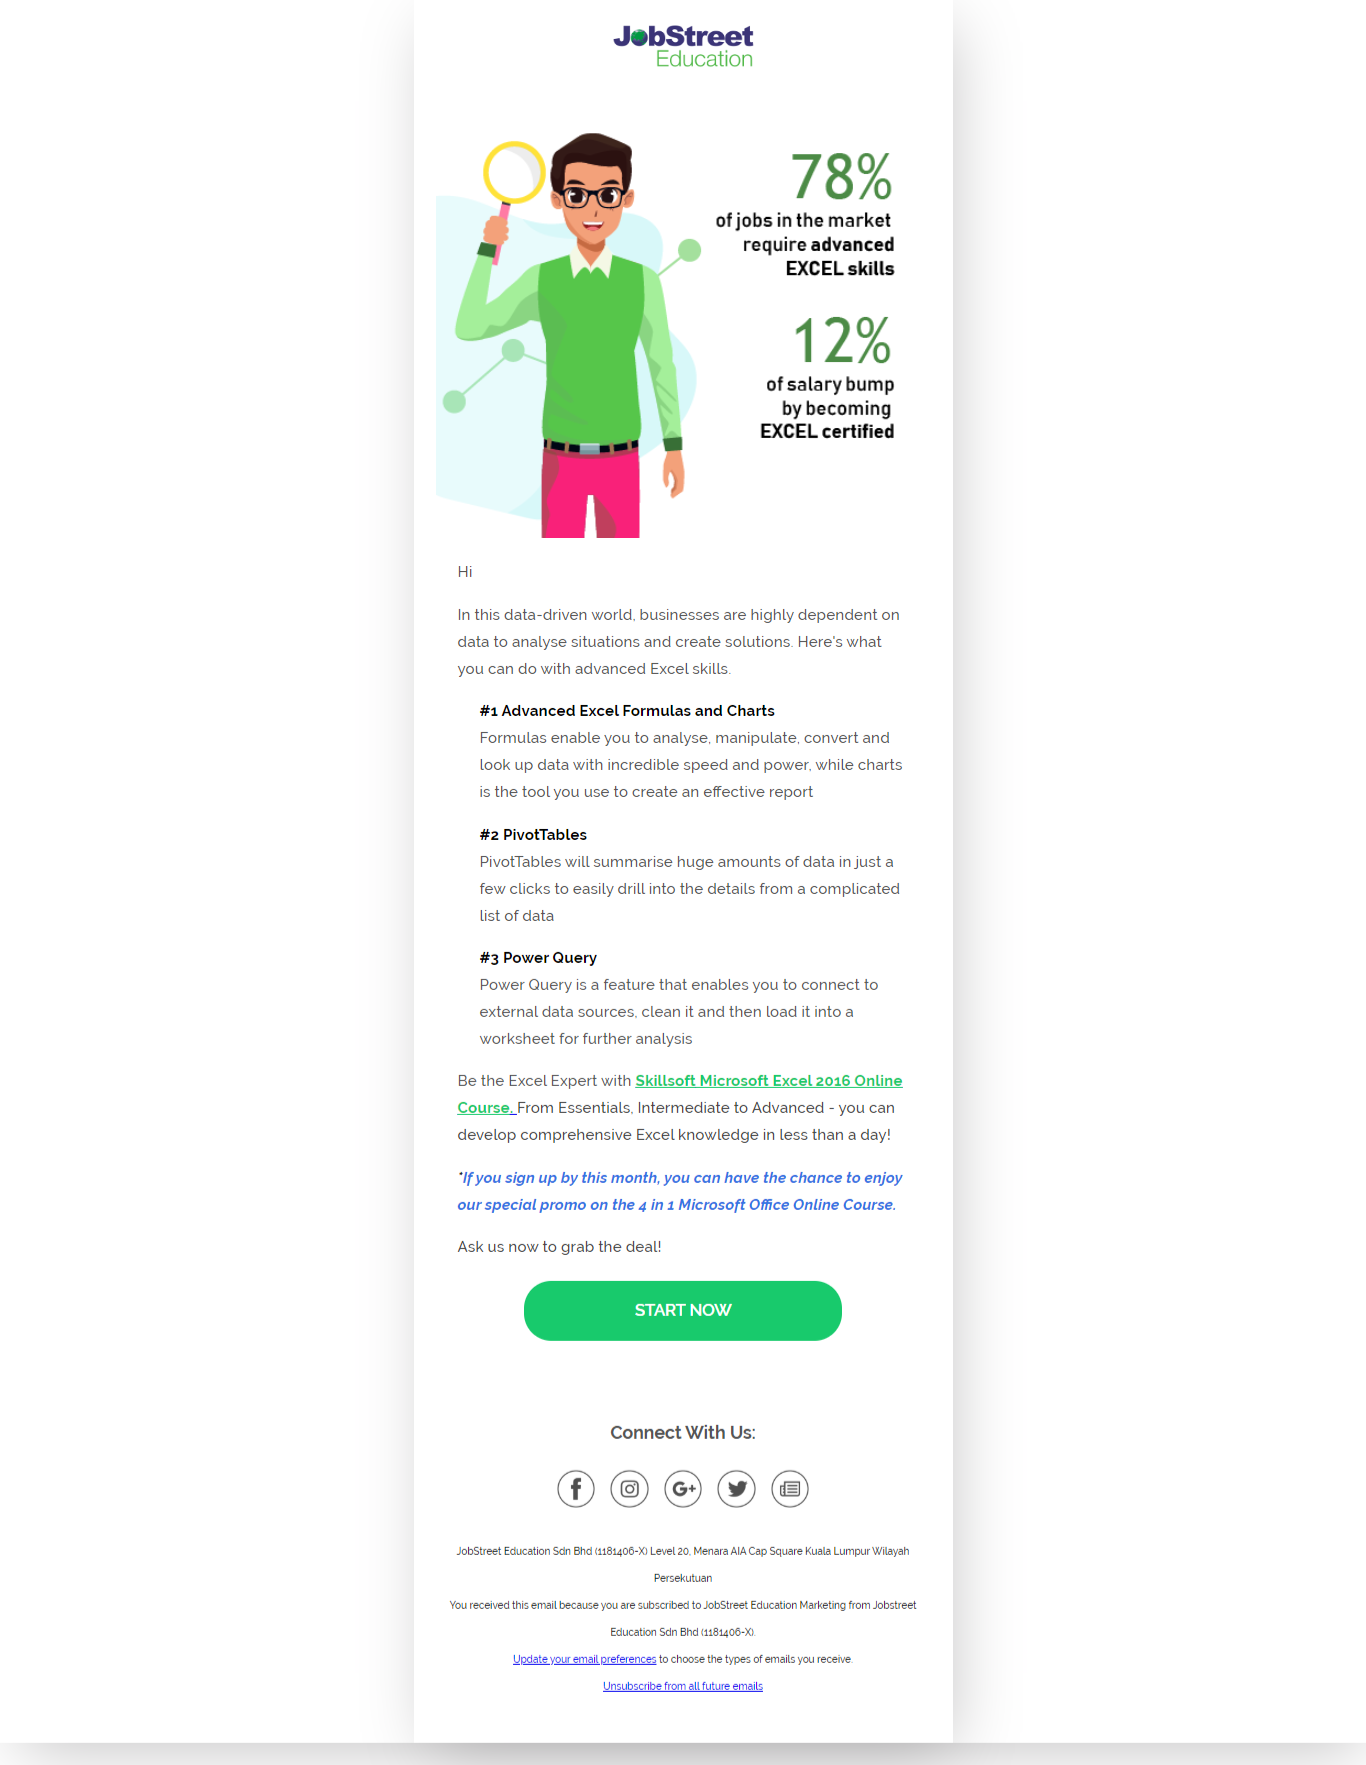 JobStreet
Education
78%
of jobs in the market
require advanced
EXCEL skills
12%
of salary bump
by becoming
EXCEL certified
Hi
In this data-driven world, businesses are highly dependent on
data to analyse situations and create solutions. Here's what
you can do with advanced Excel skills.
#1 Advanced Excel Formulas and Charts
Formulas enable you to analyse, manipulate, convert and
look up data with incredible speed and power, while charts
is the tool you use to create an effective report
#2 PivotTables
PivotTables will summarise huge amounts of data in just a
few clicks to easily drill into the details from a complicated
list of data
#3 Power Query
Power Query is a feature that enables you to connect to
external data sources, clean it and then load it into a
worksheet for further analysis
Be the Excel Expert with Skillsoft Microsoft Excel 2016 Online
Course. From Essentials, Intermediate to Advanced - you can
develop comprehensive Excel knowledge in less than a day!
*If you sign up by this month, you can have the chance to enjoy
our special promo on the 4 in 1 Microsoft Office Online Course.
Ask us now to grab the deal!
START NOW
Connect With Us:
JobStreet Education Sdn Bhd (1181406-X) Level 20, Menara AIA Cap Square Kuala Lumpur Wilayah
Persekutuan
You received this email because you are subscribed to JobStreet Education Marketing from Jobstreet
Education Sdn Bhd (1181406-X).
Update your email preferences to choose the types of emails you receive.
Unsubscribe from all future emails